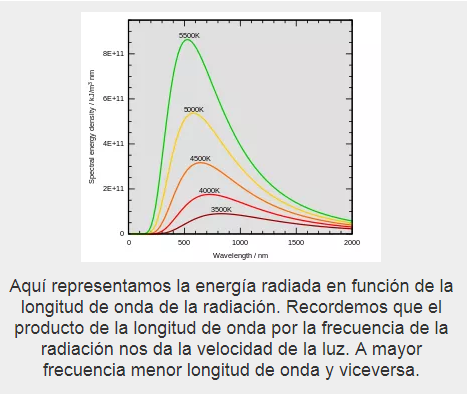 5500K
8E+11
5000K
6E+11
4500K
4E+11
4000K
2E+11
3500K
0
0 500 1000 1500 2000
Spectral energy density / kJ/m³ nm
Wavelength / nm
Aquí representamos la energía radiada en función de la
longitud de onda de la radiación. Recordemos que el
producto de la longitud de onda por la frecuencia de la
radiación nos da la velocidad de la luz. A mayor
frecuencia menor longitud de onda y viceversa.